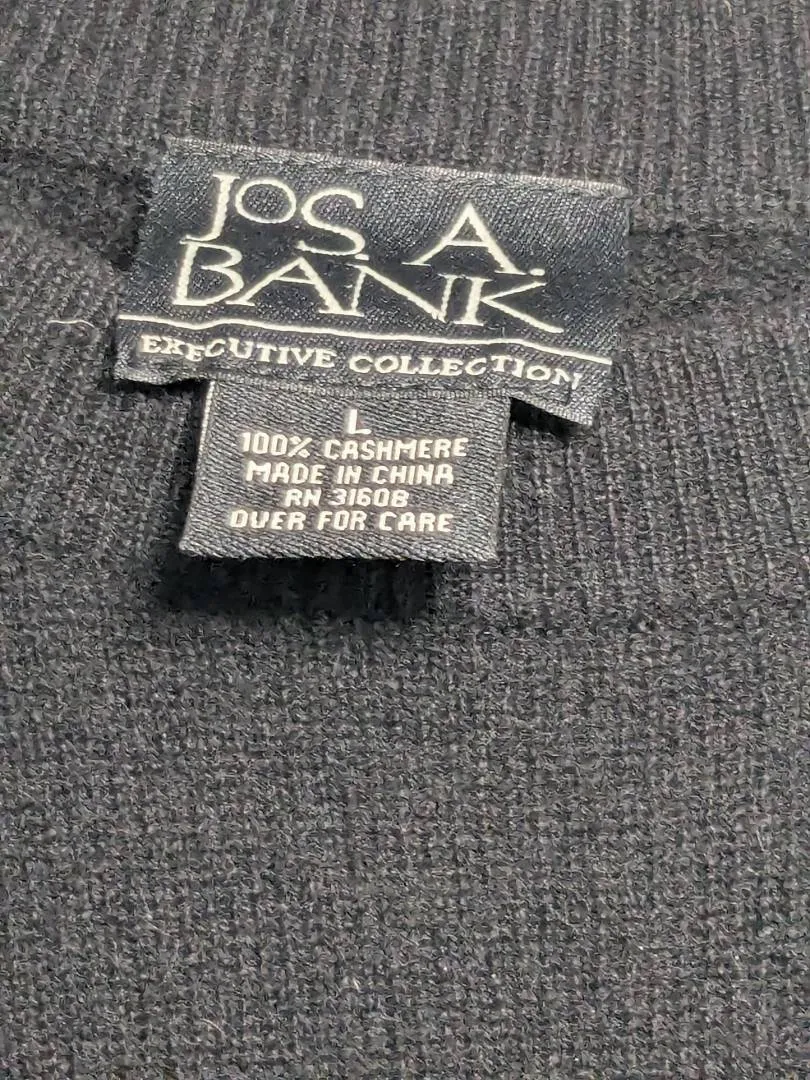 JOS. A.
BANK
EXECUTIVE COLLECTION
L
100% CASHMERE
MADE IN CHINA
RN 31608
OVER FOR CARE